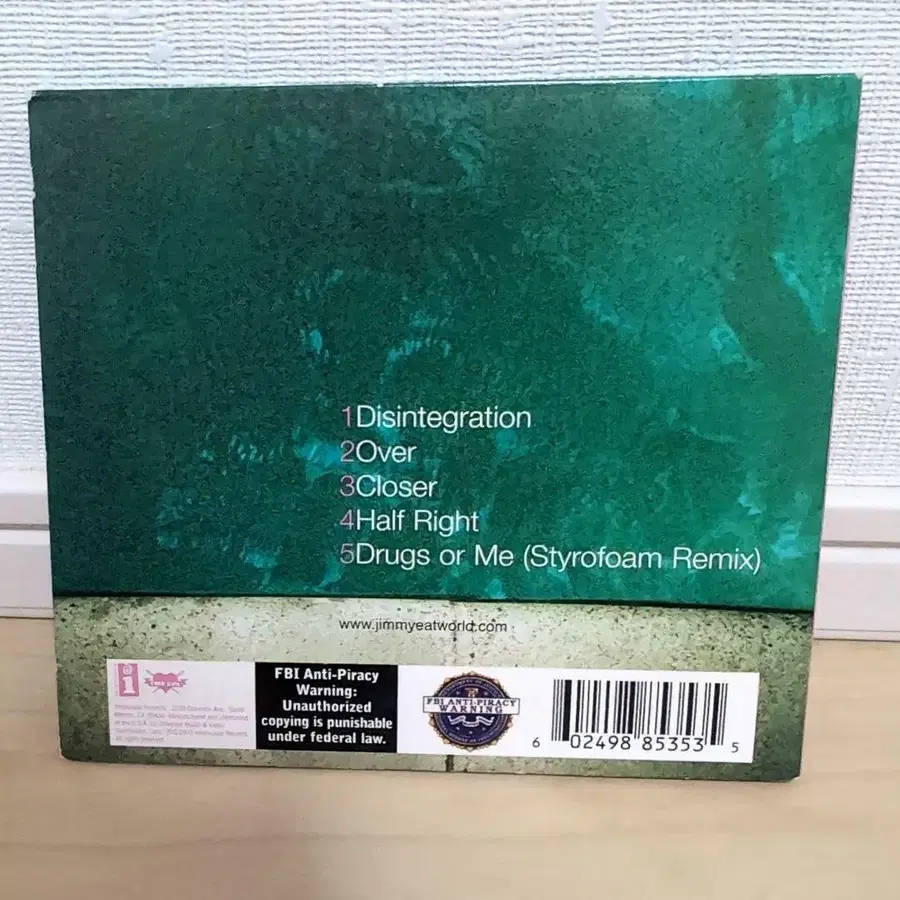 1Disintegration
2Over
3Closer
4Half Right
5Drugs or Me (Styrofoam Remix)
www.jimmyeatworld.com
FBI Anti-Piracy
Warning:
Unauthorized
copying is punishable
under federal law.
FBI ANTI-PIRACY
WARNING
6 02498 85353 5